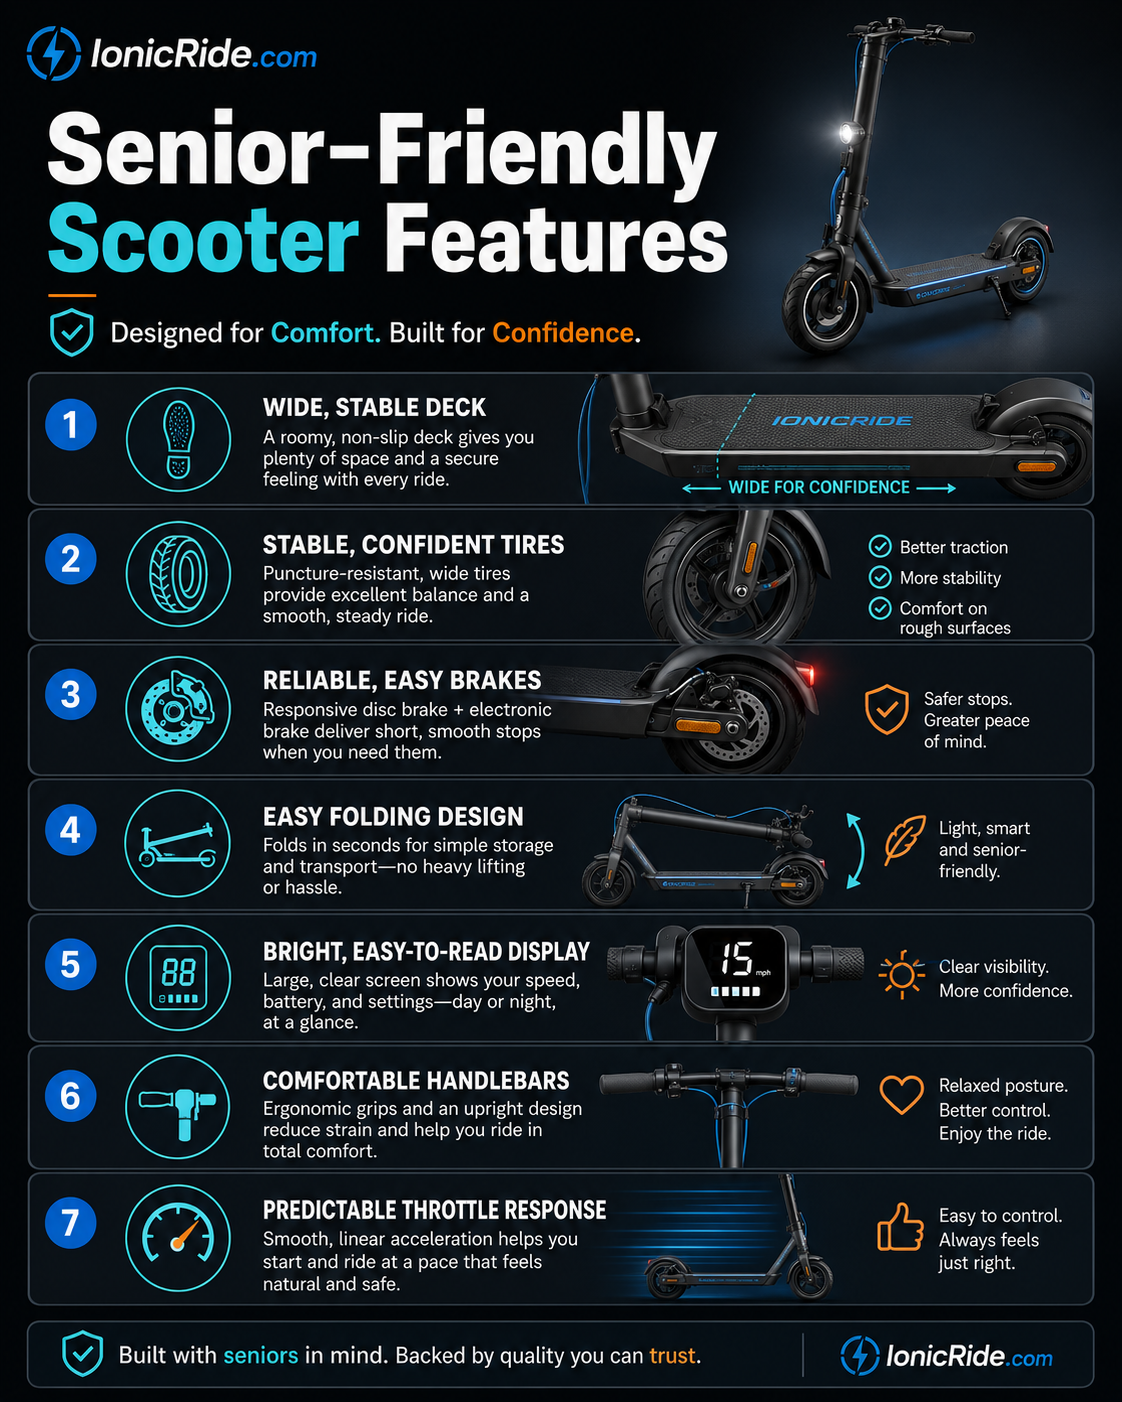 IonicRide.com
Senior-Friendly
Scooter Features
Designed for Comfort. Built for Confidence.
1
WIDE, STABLE DECK
A roomy, non-slip deck gives you
plenty of space and a secure
feeling with every ride.
IONICRIDE
WIDE FOR CONFIDENCE
2
STABLE, CONFIDENT TIRES
Puncture-resistant, wide tires
provide excellent balance and a
smooth, steady ride.
Better traction
More stability
Comfort on
rough surfaces
3
RELIABLE, EASY BRAKES
Responsive disc brake + electronic
brake deliver short, smooth stops
when you need them.
Safer stops.
Greater peace
of mind.
4
EASY FOLDING DESIGN
Folds in seconds for simple storage
and transport—no heavy lifting
or hassle.
Light, smart
and senior-
friendly.
5
88
BRIGHT, EASY-TO-READ DISPLAY
Large, clear screen shows your speed,
battery, and settings—day or night,
at a glance.
15
mph
Clear visibility.
More confidence.
6
COMFORTABLE HANDLEBARS
Ergonomic grips and an upright design
reduce strain and help you ride in
total comfort.
Relaxed posture.
Better control.
Enjoy the ride.
7
PREDICTABLE THROTTLE RESPONSE
Smooth, linear acceleration helps you
start and ride at a pace that feels
natural and safe.
Easy to control.
Always feels
just right.
Built with seniors in mind. Backed by quality you can trust.
IonicRide.com